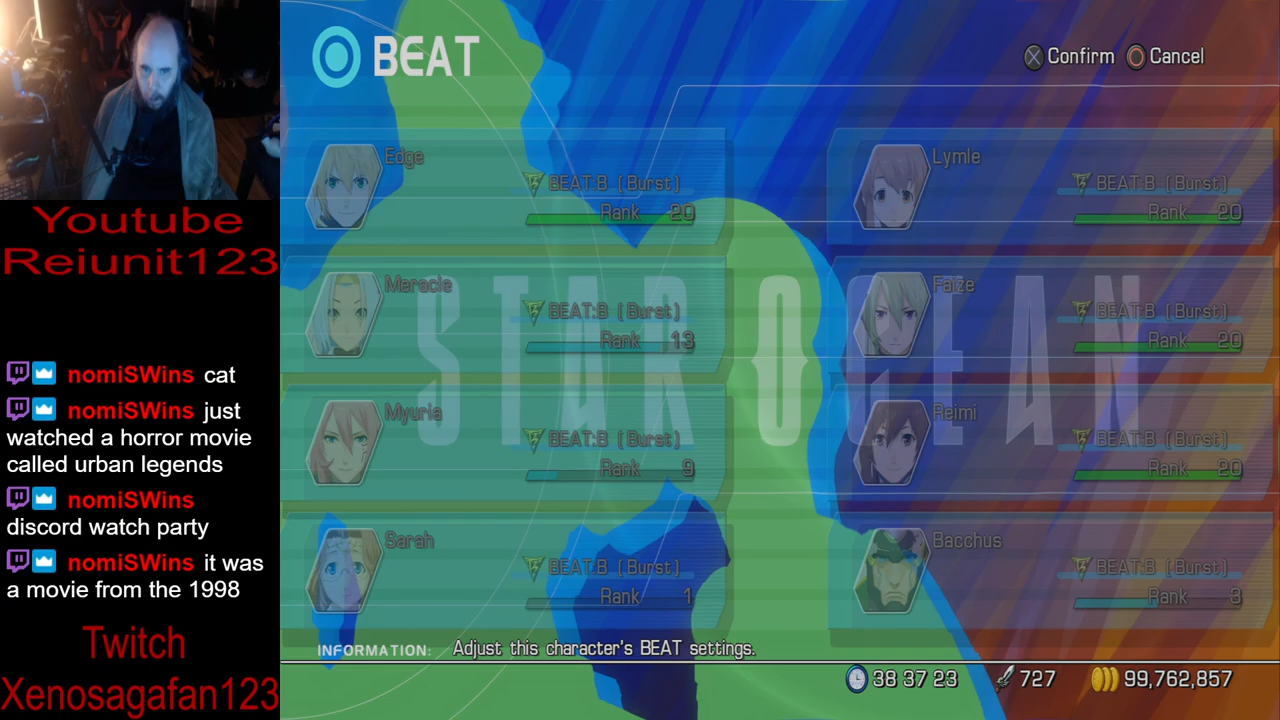 BEAT
Confirm
Cancel
Edge
BEAT:B (Burst)
Rank 20
Lymle
BEAT:B (Burst)
Rank 20
Meracle
BEAT:B (Burst)
Rank 13
Faize
BEAT:B (Burst)
Rank 20
Myuria
BEAT:B (Burst)
Rank 9
Reimi
BEAT:B (Burst)
Rank 20
Sarah
BEAT:B (Burst)
Rank 1
Bacchus
BEAT:B (Burst)
Rank 3
STAR OCEAN
INFORMATION: Adjust this character's BEAT settings.
38 37 23 727 99,762,857
Youtube
Reiunit123
nomiSWins cat
nomiSWins just
watched a horror movie
called urban legends
nomiSWins
discord watch party
nomiSWins it was
a movie from the 1998
Twitch
Xenosagafan123